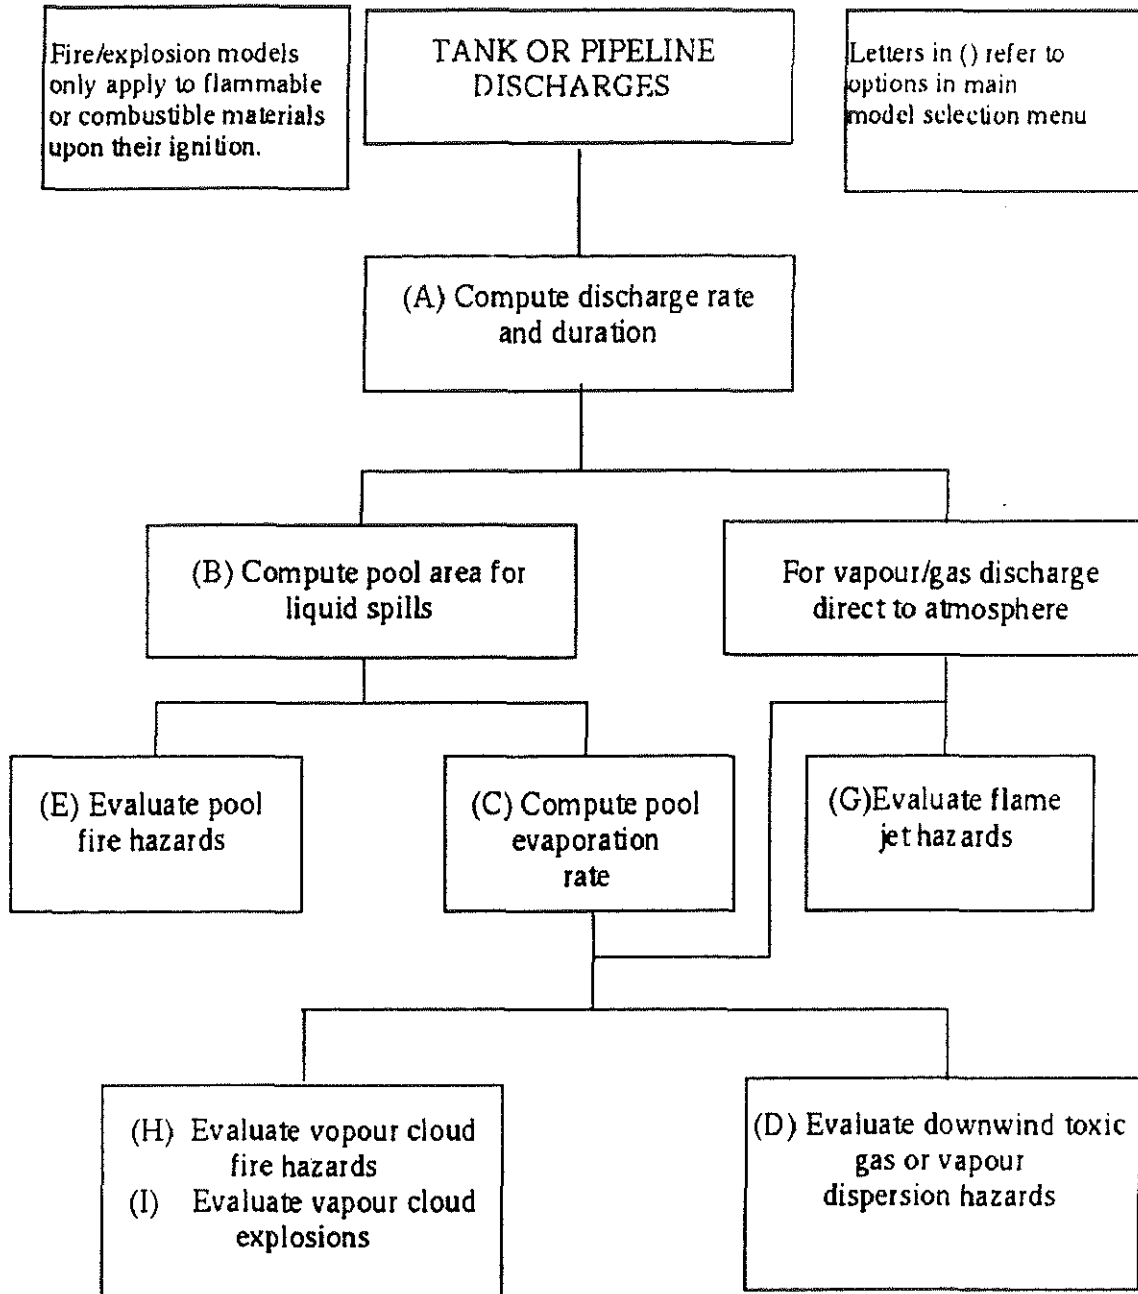 Fire/explosion models
only apply to flammable
or combustible materials
upon their ignition.
TANK OR PIPELINE
DISCHARGES
Letters in () refer to
options in main
model selection menu
(A) Compute discharge rate
and duration
(B) Compute pool area for
liquid spills
For vapour/gas discharge
direct to atmosphere
(E) Evaluate pool
fire hazards
(C) Compute pool
evaporation
rate
(G)Evaluate flame
jet hazards
(H) Evaluate vopour cloud
fire hazards
(I) Evaluate vapour cloud
explosions
(D) Evaluate downwind toxic
gas or vapour
dispersion hazards